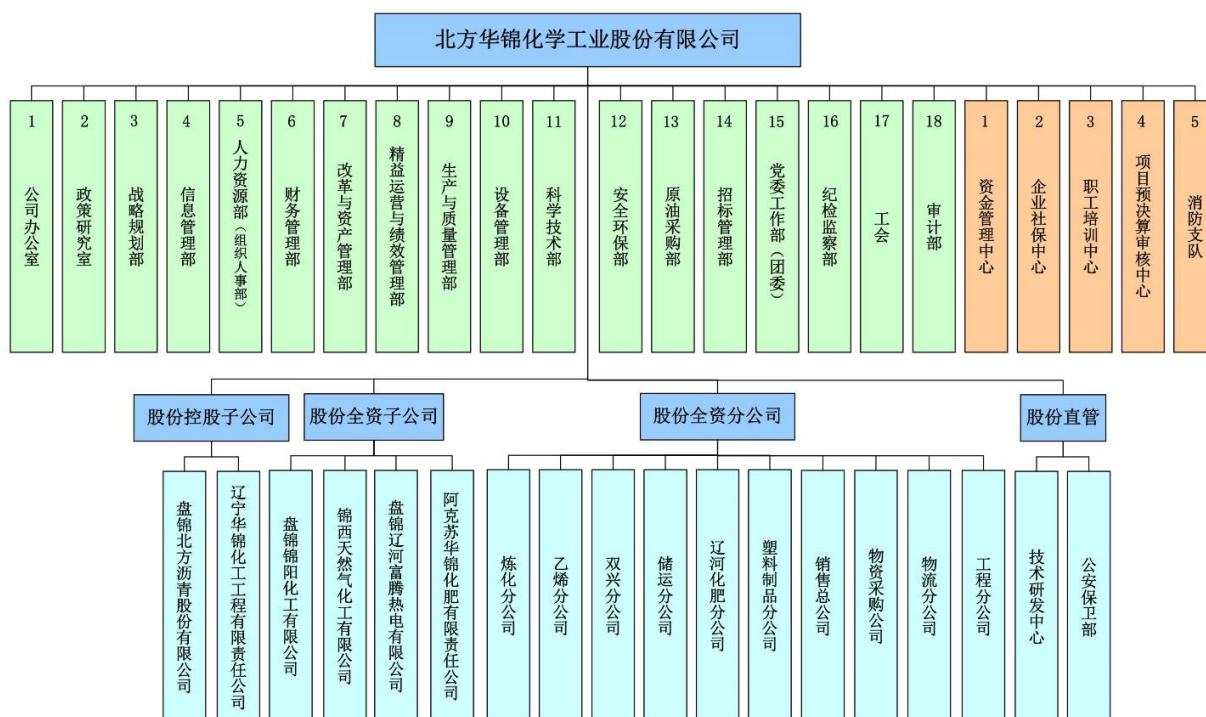 北方华锦化学工业股份有限公司
1
公司办公室
2
政策研究室
3
战略规划部
4
信息管理部
5
人力资源部（组织人事部）
6
财务管理部
7
改革与资产管理部
8
精益运营与绩效管理部
9
生产与质量管理部
10
设备管理部
11
科学技术部
12
安全环保部
13
原油采购部
14
招标管理部
15
党委工作部（团委）
16
纪检监察部
17
工会
18
审计部
1
资金管理中心
2
企业社保中心
3
职工培训中心
4
项目预决算审核中心
5
消防支队
股份控股子公司
股份全资子公司
股份全资分公司
股份直管
盘锦北方沥青股份有限公司
辽宁华锦化工工程有限责任公司
盘锦锦阳化工有限公司
锦西天然气化工有限公司
盘锦辽河富腾热电有限公司
阿克苏华锦化肥有限责任公司
炼化分公司
乙烯分公司
双兴分公司
储运分公司
辽河化肥分公司
塑料制品分公司
销售总公司
物资采购公司
物流分公司
工程分公司
技术研发中心
公安保卫部